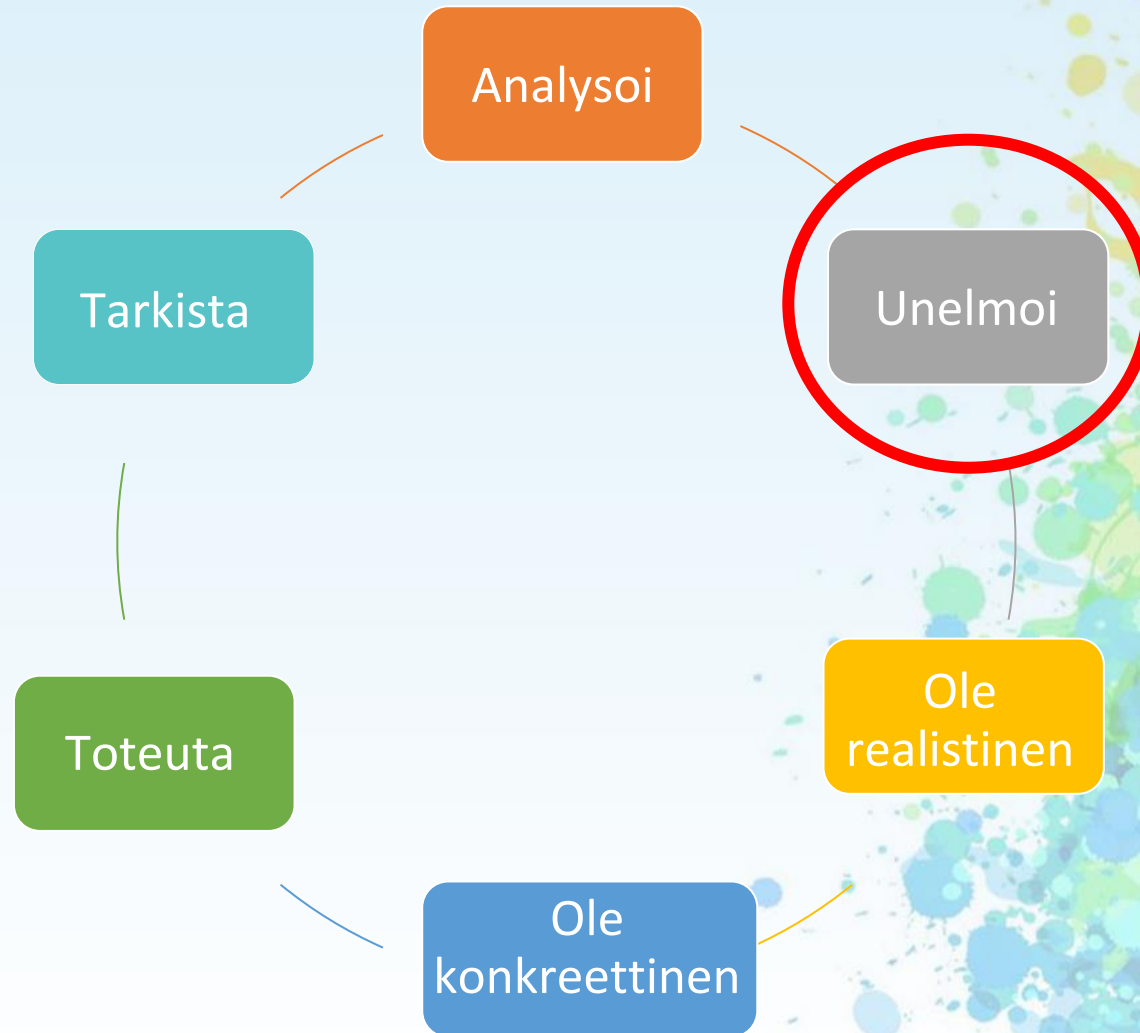 Analysoi
Unelmoi
Ole
realistinen
Ole
konkreettinen
Toteuta
Tarkista